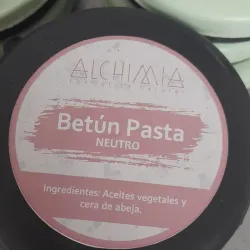 ALCHIMIA
Betún Pasta
NEUTRO
Ingredientes: Aceites vegetales y
cera de abeja.